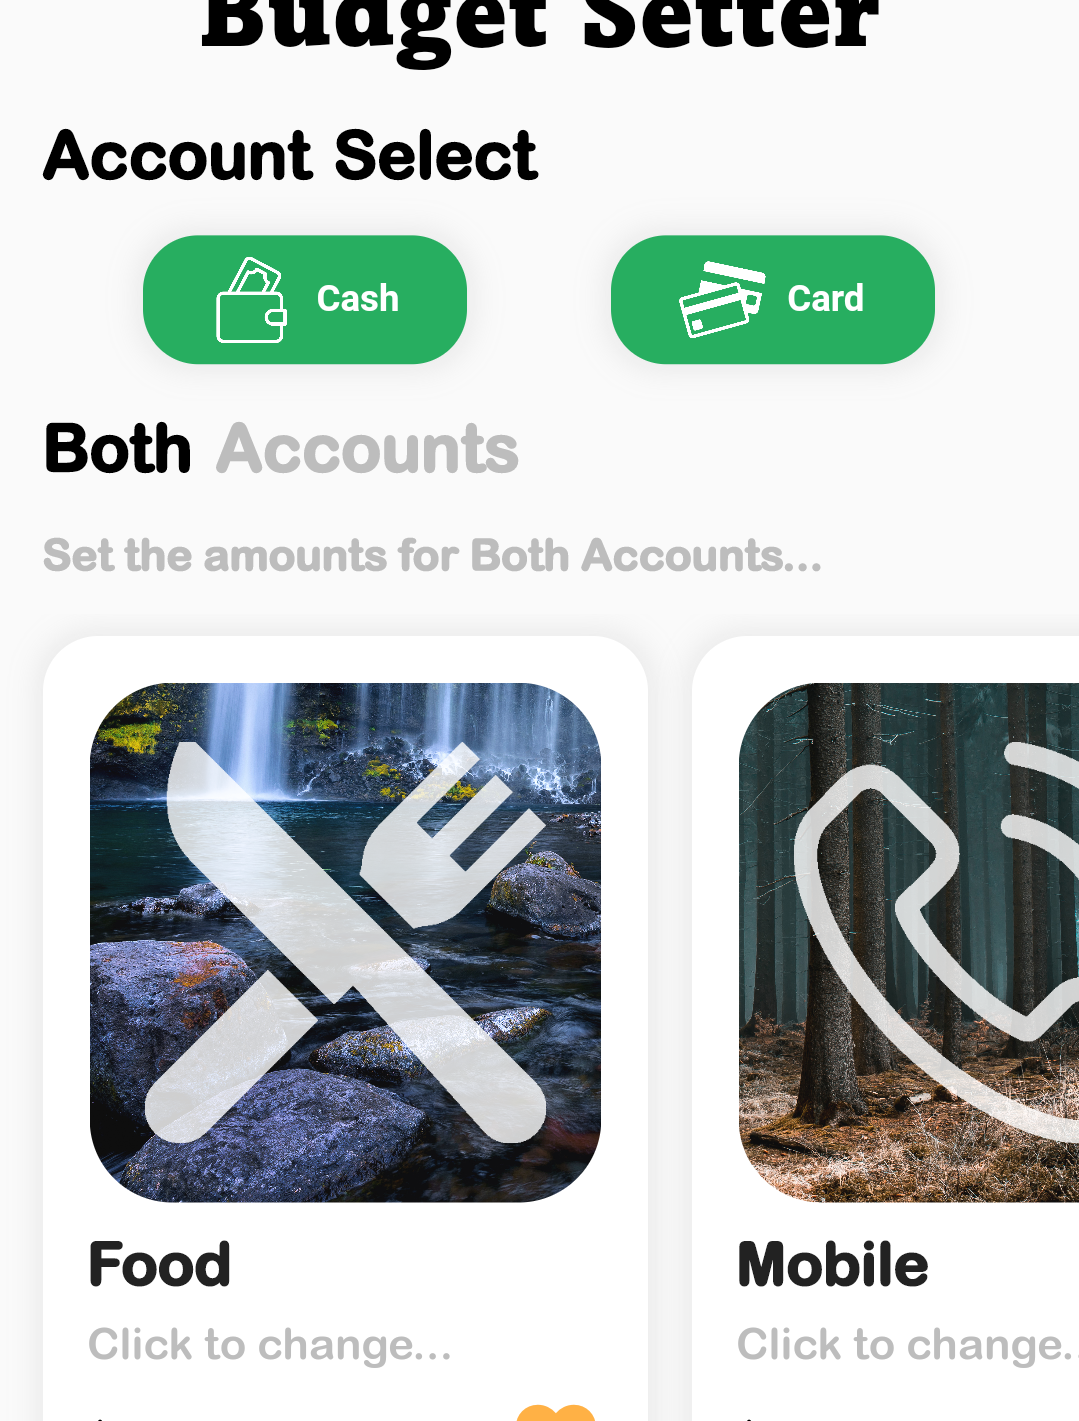 Budget Setter
Account Select
Cash
Card
Both Accounts
Set the amounts for Both Accounts...
Food
Mobile
Click to change...
Click to change..